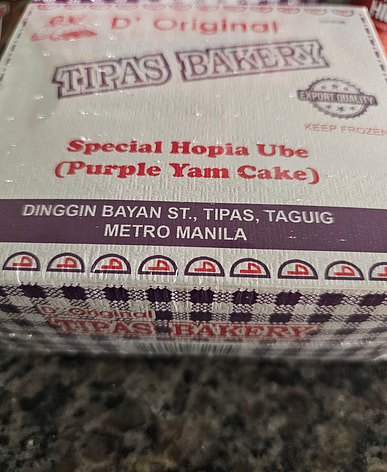 D' Original
TIPAS BAKERY
EXPORT QUALITY
KEEP FROZEN
Special Hopia Ube
(Purple Yam Cake)
DINGGIN BAYAN ST., TIPAS, TAGUIG
METRO MANILA
D' Original
TIPAS BAKERY